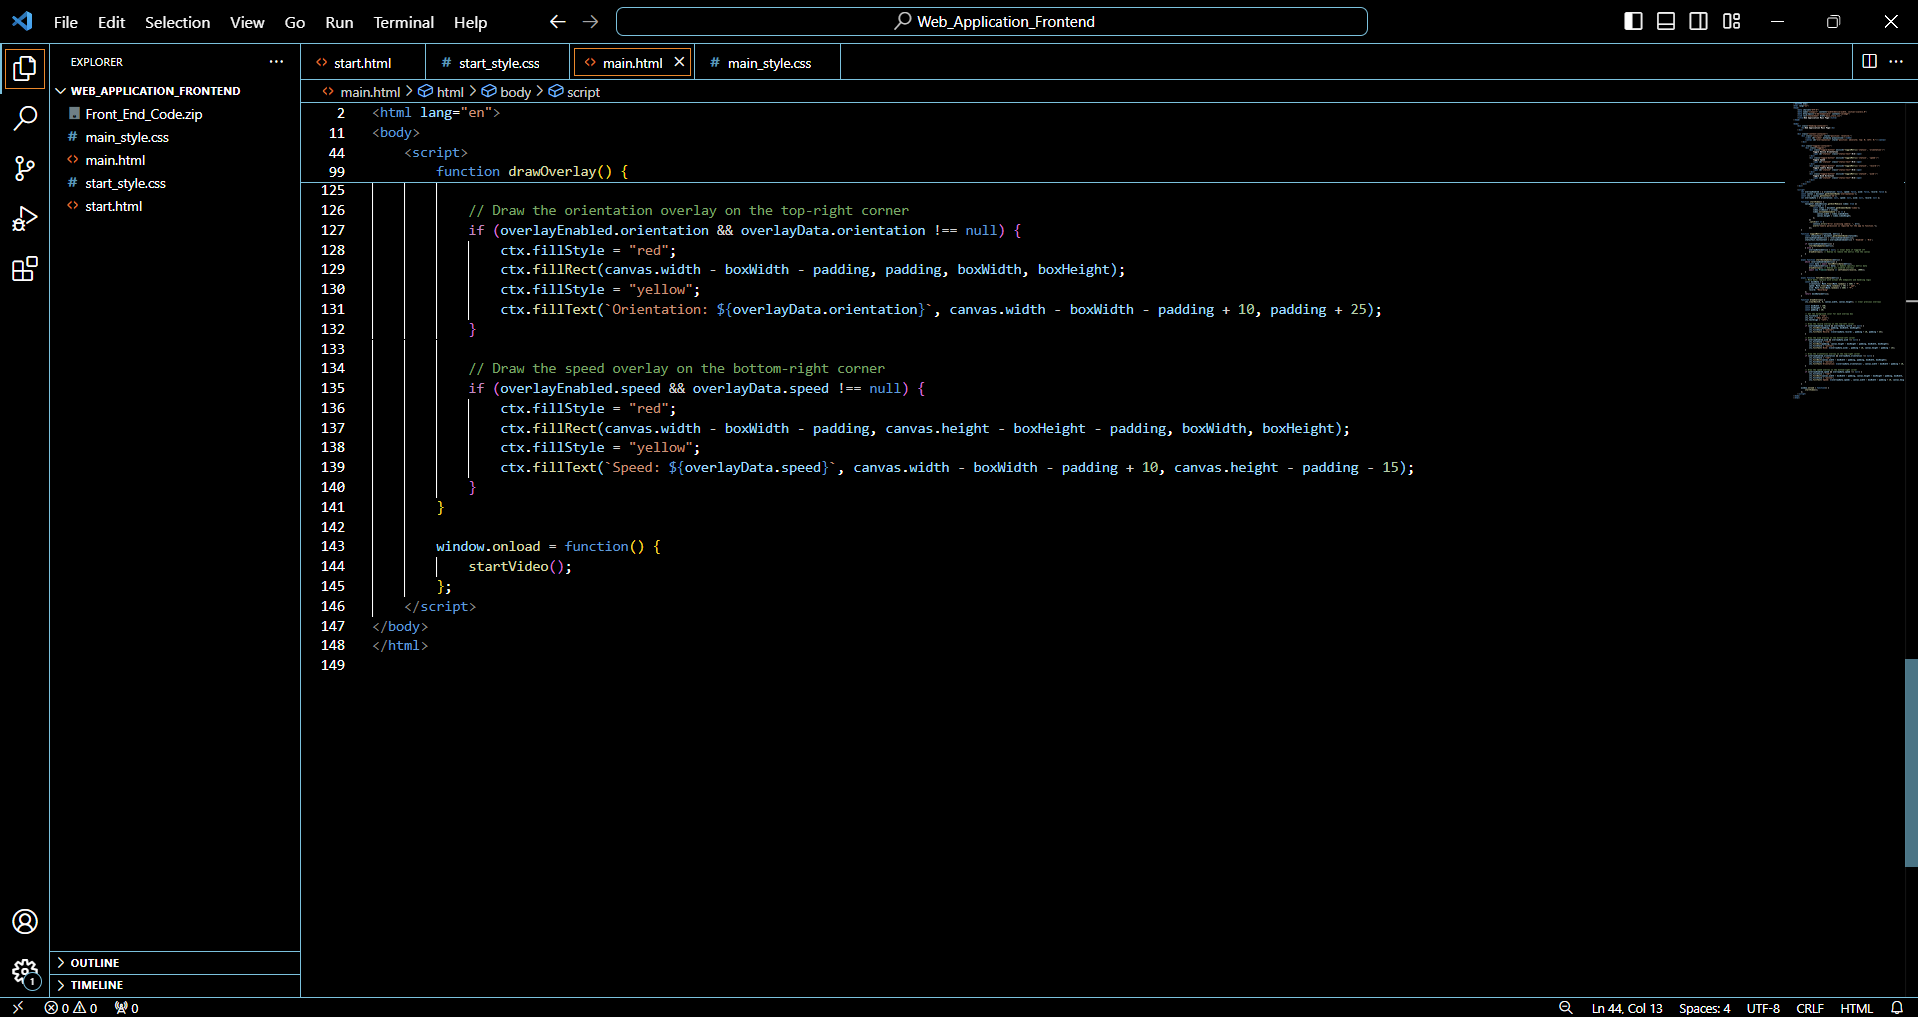 File Edit Selection View Go Run Terminal Help
Web_Application_Frontend
EXPLORER
WEB_APPLICATION_FRONTEND
Front_End_Code.zip
# main_style.css
<> main.html
# start_style.css
<> start.html
OUTLINE
TIMELINE
<> start.html # start_style.css <> main.html # main_style.css
<> main.html > html > body > script
2 <html lang="en">
11 <body>
44 <script>
99 function drawOverlay() {
125
126 // Draw the orientation overlay on the top-right corner
127 if (overlayEnabled.orientation && overlayData.orientation !== null) {
128 ctx.fillStyle = "red";
129 ctx.fillRect(canvas.width - boxWidth - padding, padding, boxWidth, boxHeight);
130 ctx.fillStyle = "yellow";
131 ctx.fillText(`Orientation: ${overlayData.orientation}`, canvas.width - boxWidth - padding + 10, padding + 25);
132 }
133
134 // Draw the speed overlay on the bottom-right corner
135 if (overlayEnabled.speed && overlayData.speed !== null) {
136 ctx.fillStyle = "red";
137 ctx.fillRect(canvas.width - boxWidth - padding, canvas.height - boxHeight - padding, boxWidth, boxHeight);
138 ctx.fillStyle = "yellow";
139 ctx.fillText(`Speed: ${overlayData.speed}`, canvas.width - boxWidth - padding + 10, canvas.height - padding - 15);
140 }
141 }
142
143 window.onload = function() {
144 startVideo();
145 };
146 </script>
147 </body>
148 </html>
149
1
0 0 0
Ln 44, Col 13 Spaces: 4 UTF-8 CRLF HTML